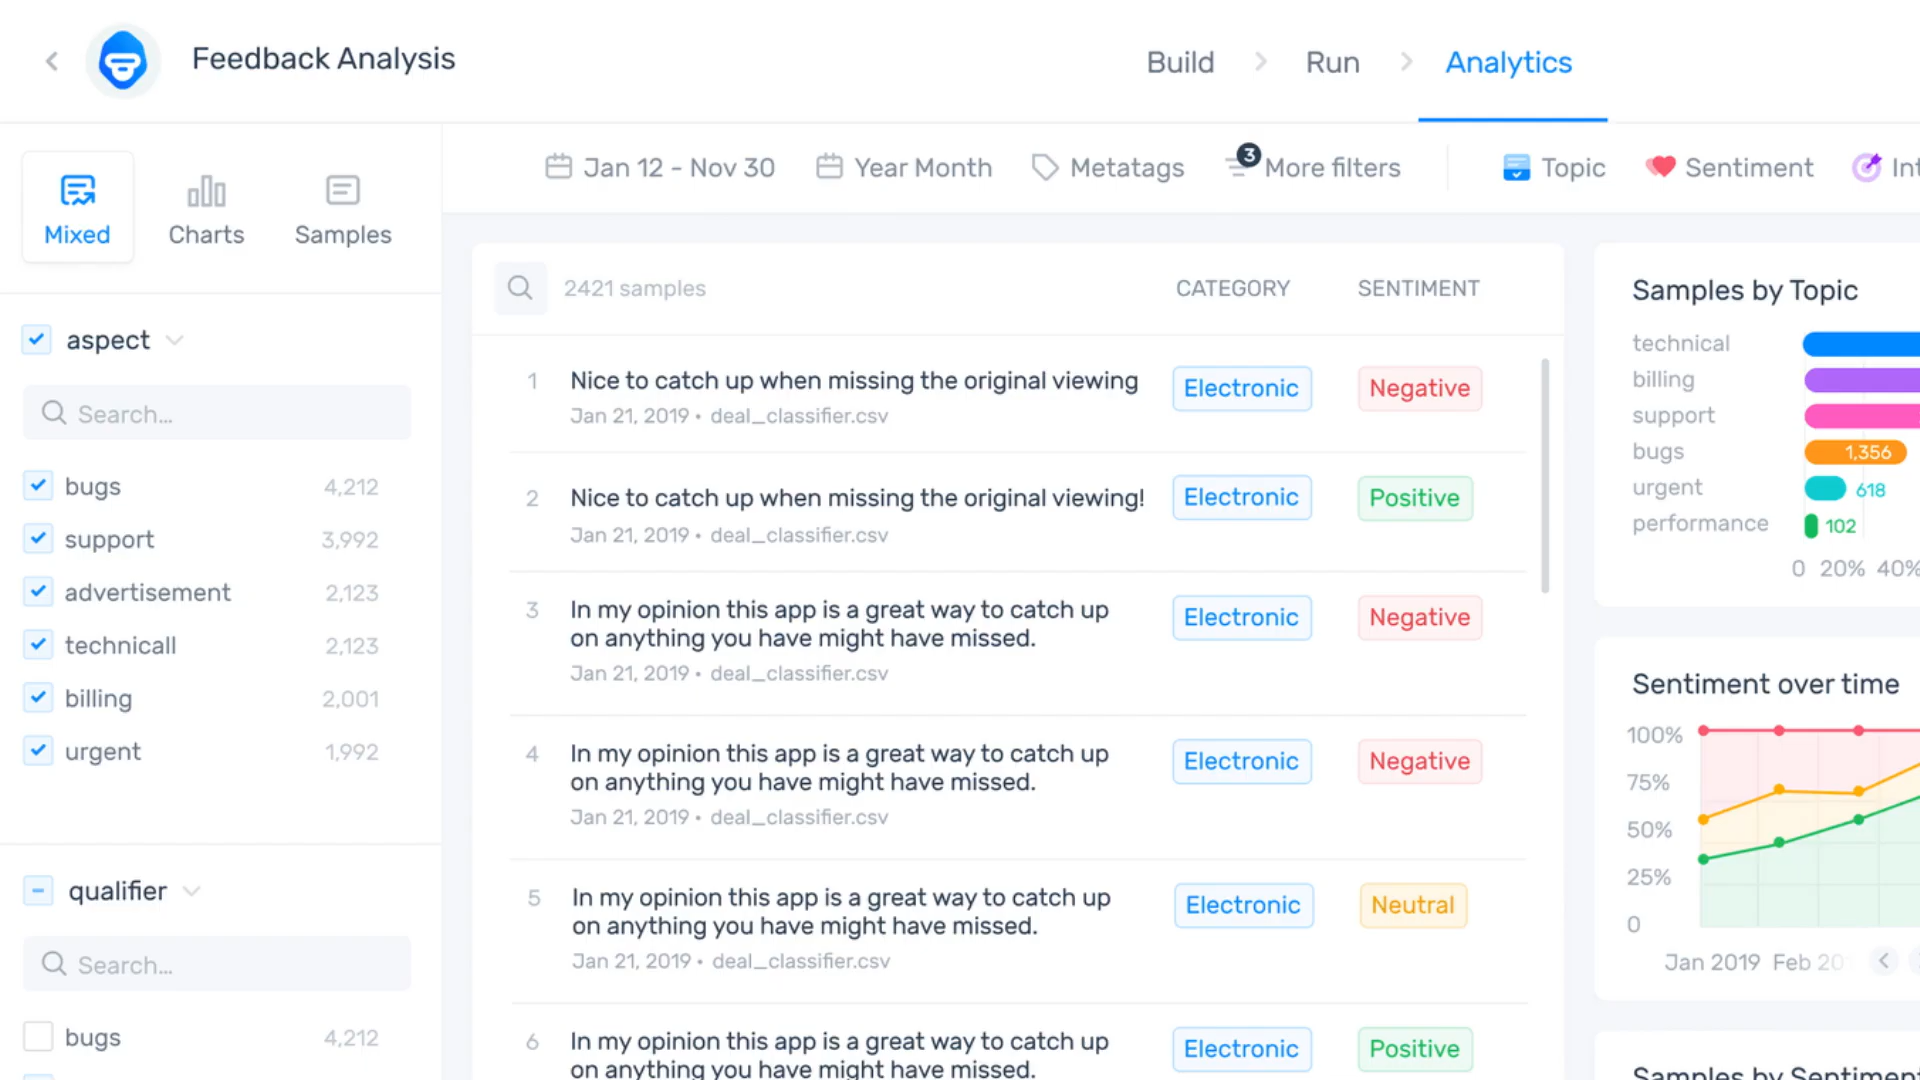 Feedback Analysis
Build
Run
Analytics
Mixed
Charts
Samples
Jan 12 - Nov 30
Year Month
Metatags
3
More filters
Topic
Sentiment
aspect
Search...
bugs 4,212
support 3,992
advertisement 2,123
technicall 2,123
billing 2,001
urgent 1,992
qualifier
Search...
bugs 4,212
2421 samples
CATEGORY
SENTIMENT
1 Nice to catch up when missing the original viewing Electronic Negative
Jan 21, 2019 • deal_classifier.csv
2 Nice to catch up when missing the original viewing! Electronic Positive
Jan 21, 2019 • deal_classifier.csv
3 In my opinion this app is a great way to catch up Electronic Negative
on anything you have might have missed.
Jan 21, 2019 • deal_classifier.csv
4 In my opinion this app is a great way to catch up Electronic Negative
on anything you have might have missed.
Jan 21, 2019 • deal_classifier.csv
5 In my opinion this app is a great way to catch up Electronic Neutral
on anything you have might have missed.
Jan 21, 2019 • deal_classifier.csv
6 In my opinion this app is a great way to catch up Electronic Positive
on anything you have might have missed.
Samples by Topic
technical
billing
support
bugs 1,356
urgent 618
performance 102
0 20% 40%
Sentiment over time
100%
75%
50%
25%
0
Jan 2019 Feb
Samples by